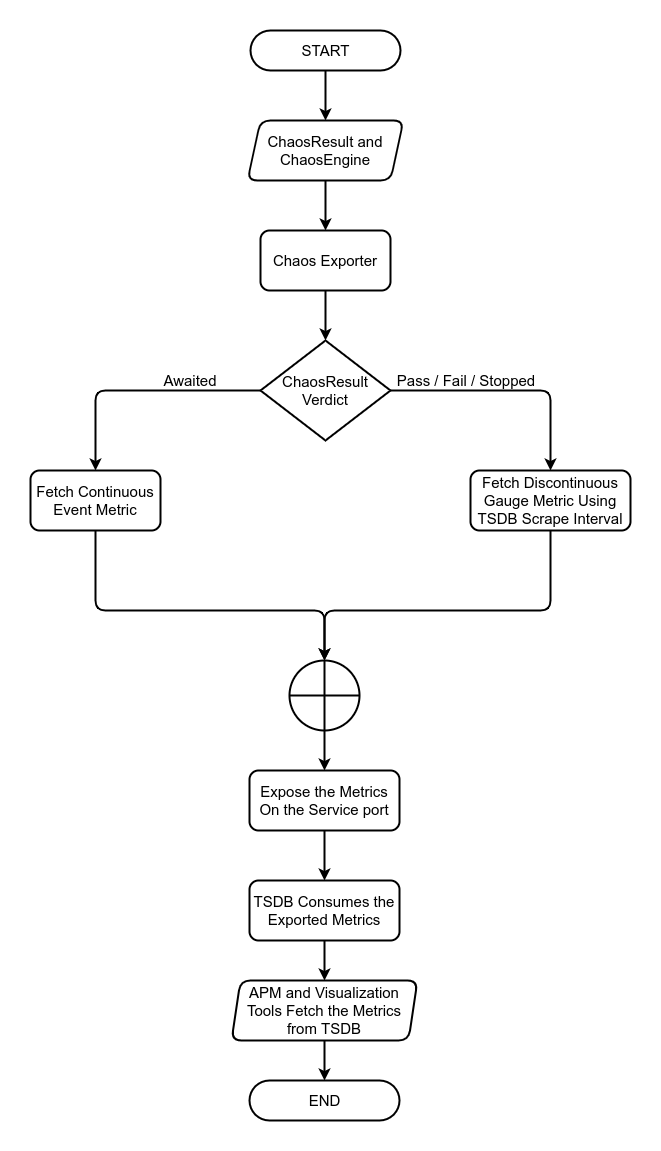 START
ChaosResult and
ChaosEngine
Chaos Exporter
ChaosResult
Verdict
Awaited
Pass / Fail / Stopped
Fetch Continuous
Event Metric
Fetch Discontinuous
Gauge Metric Using
TSDB Scrape Interval
Expose the Metrics
On the Service port
TSDB Consumes the
Exported Metrics
APM and Visualization
Tools Fetch the Metrics
from TSDB
END